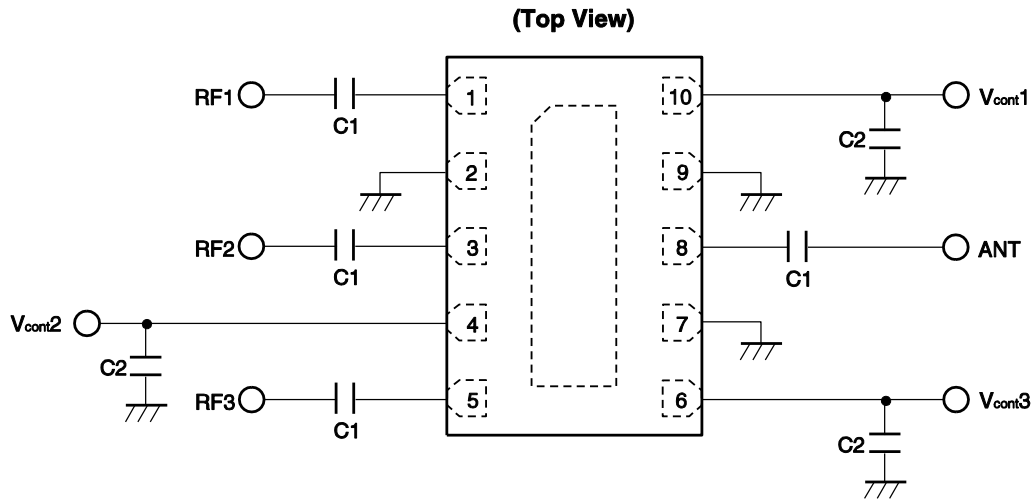 (Top View)
RF1
C1
1
10
Vcont1
C2
2
9
RF2
C1
3
8
C1
ANT
Vcont2
C2
4
7
RF3
C1
5
6
Vcont3
C2